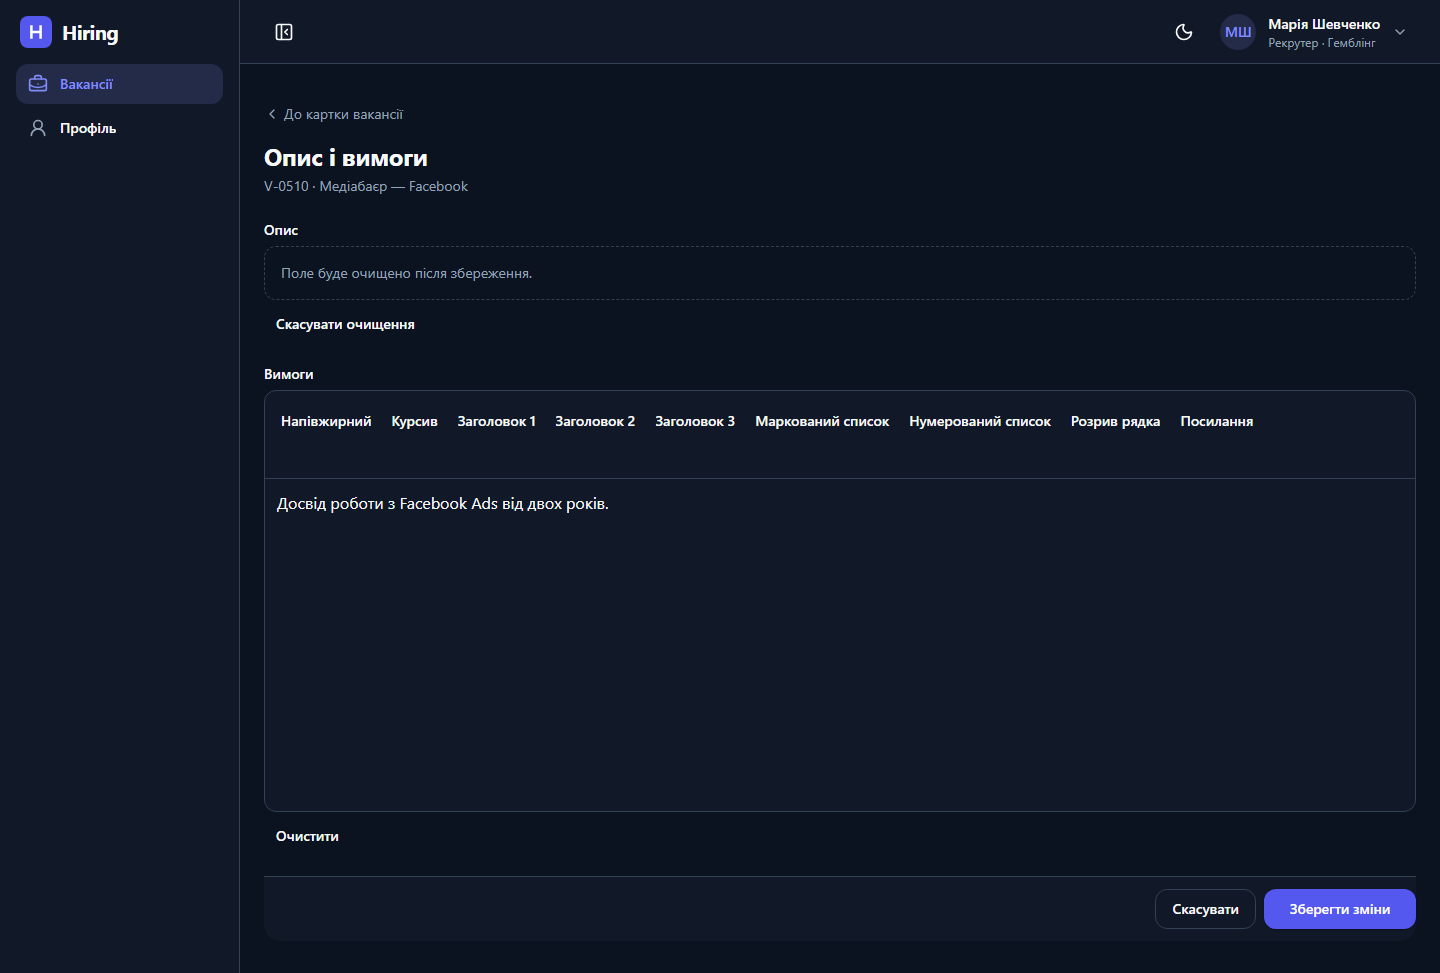 H Hiring
Вакансії
Профіль
МШ
Марія Шевченко
Рекрутер · Гемблінг
До картки вакансії
Опис і вимоги
V-0510 · Медіабаєр — Facebook
Опис
Поле буде очищено після збереження.
Скасувати очищення
Вимоги
Напівжирний Курсив Заголовок 1 Заголовок 2 Заголовок 3 Маркований список Нумерований список Розрив рядка Посилання
Досвід роботи з Facebook Ads від двох років.
Очистити
Скасувати Зберегти зміни